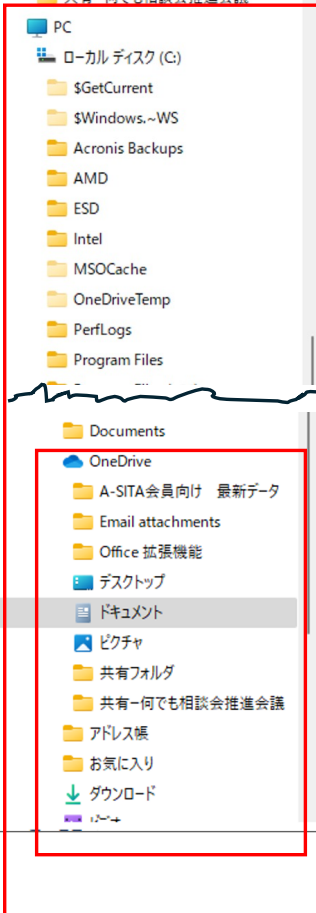 PC
ローカル ディスク (C:)
$GetCurrent
$Windows.~WS
Acronis Backups
AMD
ESD
Intel
MSOCache
OneDriveTemp
PerfLogs
Program Files
Documents
OneDrive
A-SITA会員向け　最新データ
Email attachments
Office 拡張機能
デスクトップ
ドキュメント
ピクチャ
共有フォルダ
共有-何でも相談会推進会議
アドレス帳
お気に入り
ダウンロード